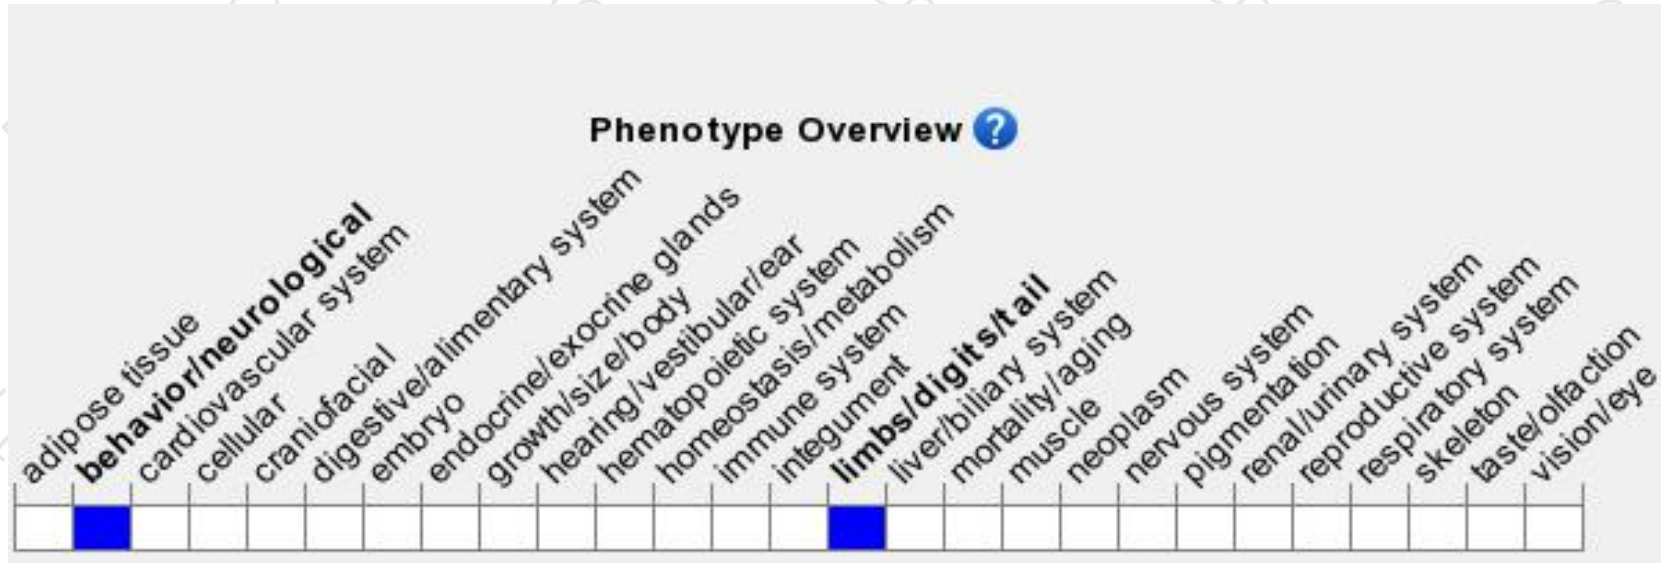 Phenotype Overview ?
adipose tissue
behavior/neurological
cardiovascular system
cellular
craniofacial
digestive/alimentary system
embryo
endocrine/exocrine glands
growth/size/body
hearing/vestibular/ear
hematopoietic system
homeostasis/metabolism
immune system
integument
limbs/digits/tail
liver/biliary system
mortality/aging
muscle
neoplasm
nervous system
pigmentation
renal/urinary system
reproductive system
respiratory system
skeleton
taste/olfaction
vision/eye